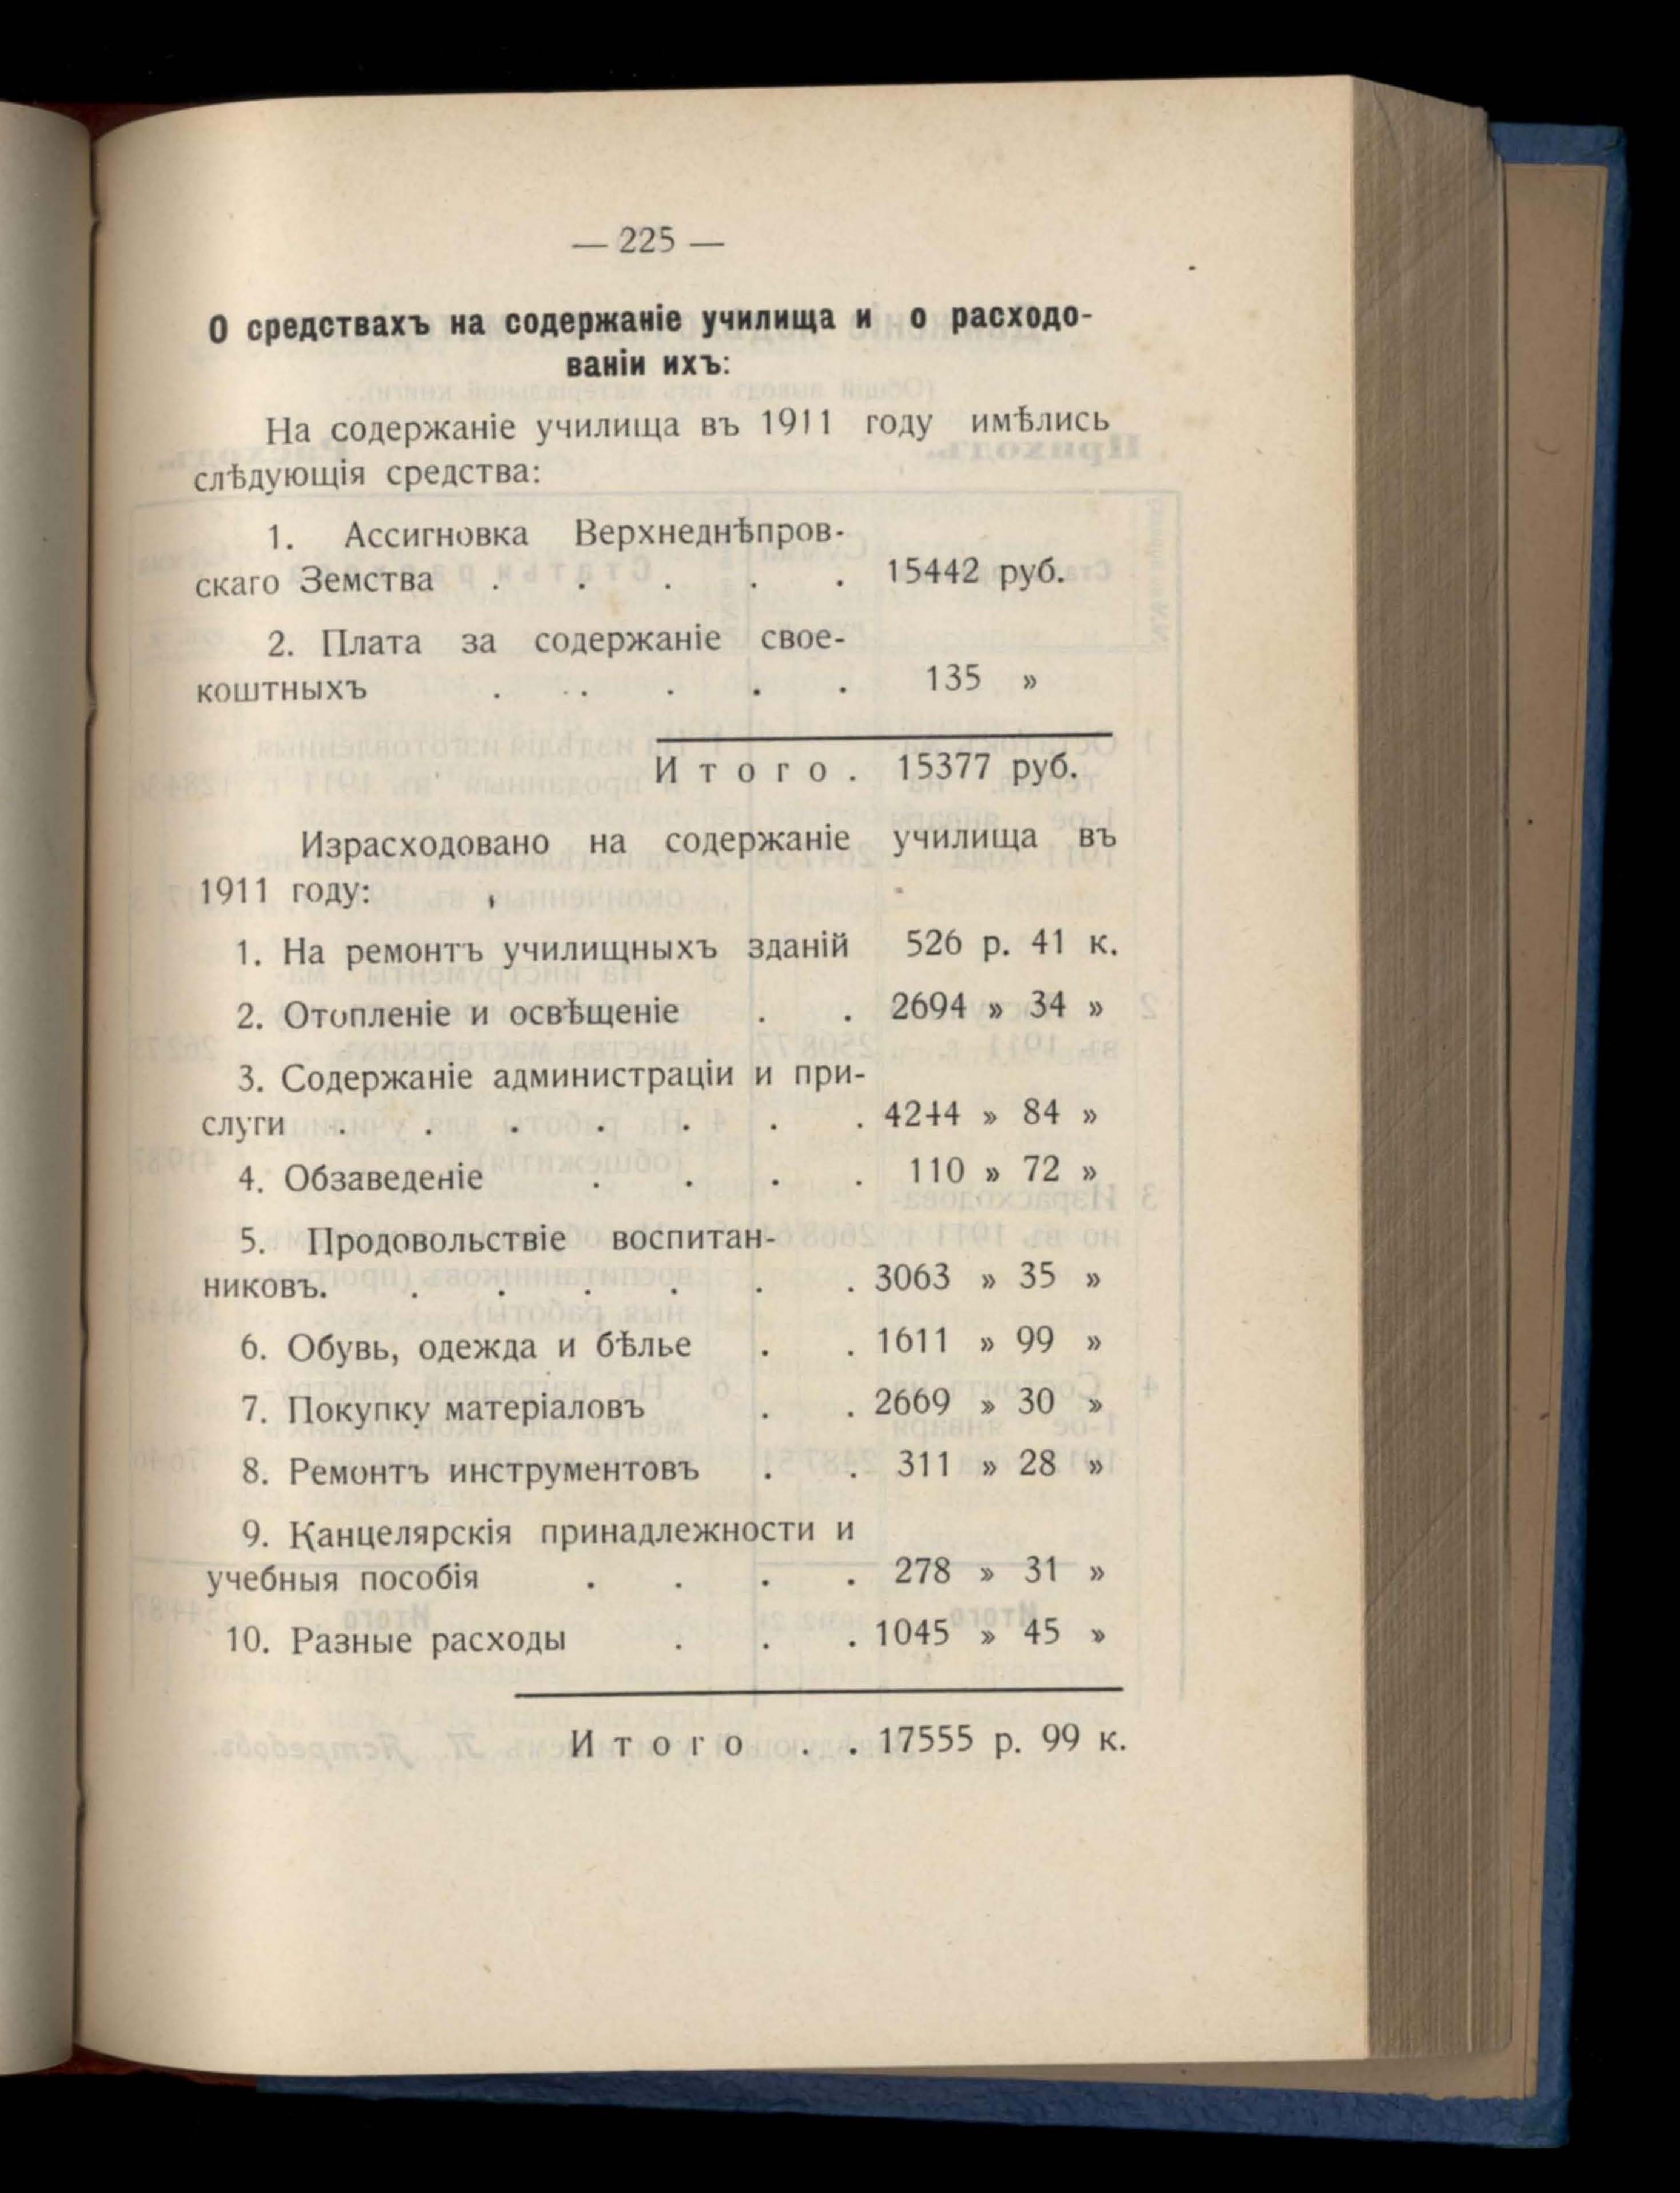 — 225 —
О средствахъ на содержаніе училища и о расходо-
ваніи ихъ:
На содержаніе училища въ 1911 году имѣлись
слѣдующія средства:
1. Ассигновка Верхнеднѣпров-
скаго Земства . . . . . 15442 руб.
2. Плата за содержаніе свое-
коштныхъ . . . . . 135 »
Итого. 15377 руб.
Израсходовано на содержаніе училища въ
1911 году:
1. На ремонтъ училищныхъ зданій 526 р. 41 к.
2. Отопленіе и освѣщеніе . . 2694 » 34 »
3. Содержаніе администраціи и при-
слуги . . . . . . . 4244 » 84 »
4. Обзаведеніе . . . . 110 » 72 »
5. Продовольствіе воспитан-
никовъ. . . . . . . 3063 » 35 »
6. Обувь, одежда и бѣлье . . 1611 » 99 »
7. Покупку матеріаловъ . . 2669 » 30 »
8. Ремонтъ инструментовъ . . 311 » 28 »
9. Канцелярскія принадлежности и
учебныя пособія . . . . 278 » 31 »
10. Разные расходы . . . 1045 » 45 »
Итого . . 17555 р. 99 к.